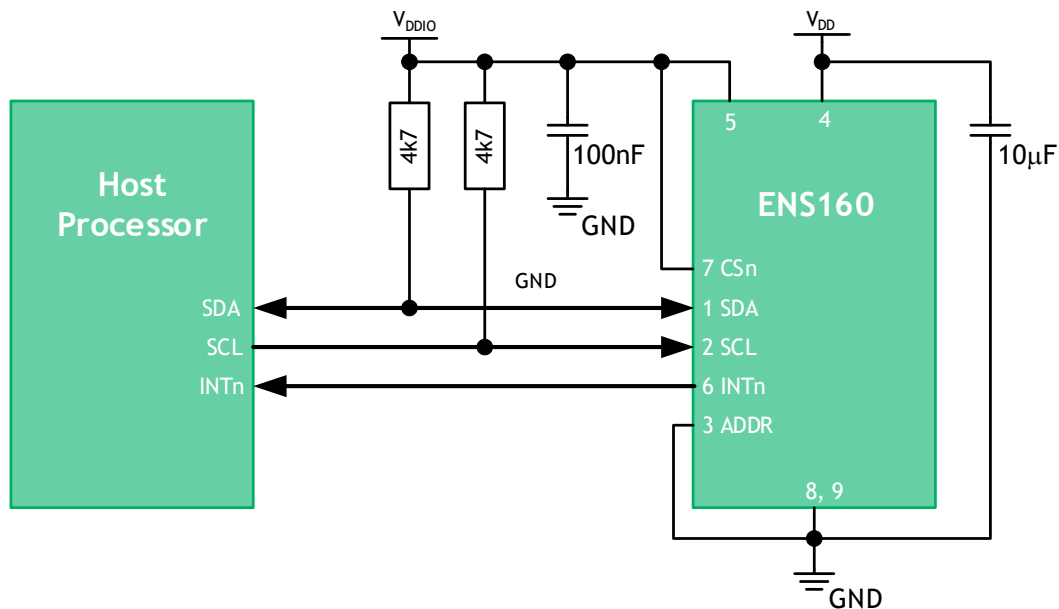 VDDIO
VDD
4k7
4k7
100nF
GND
5
4
10μF
Host
Processor
ENS160
7 CSn
GND
SDA
1 SDA
SCL
2 SCL
INTn
6 INTn
3 ADDR
8, 9
GND